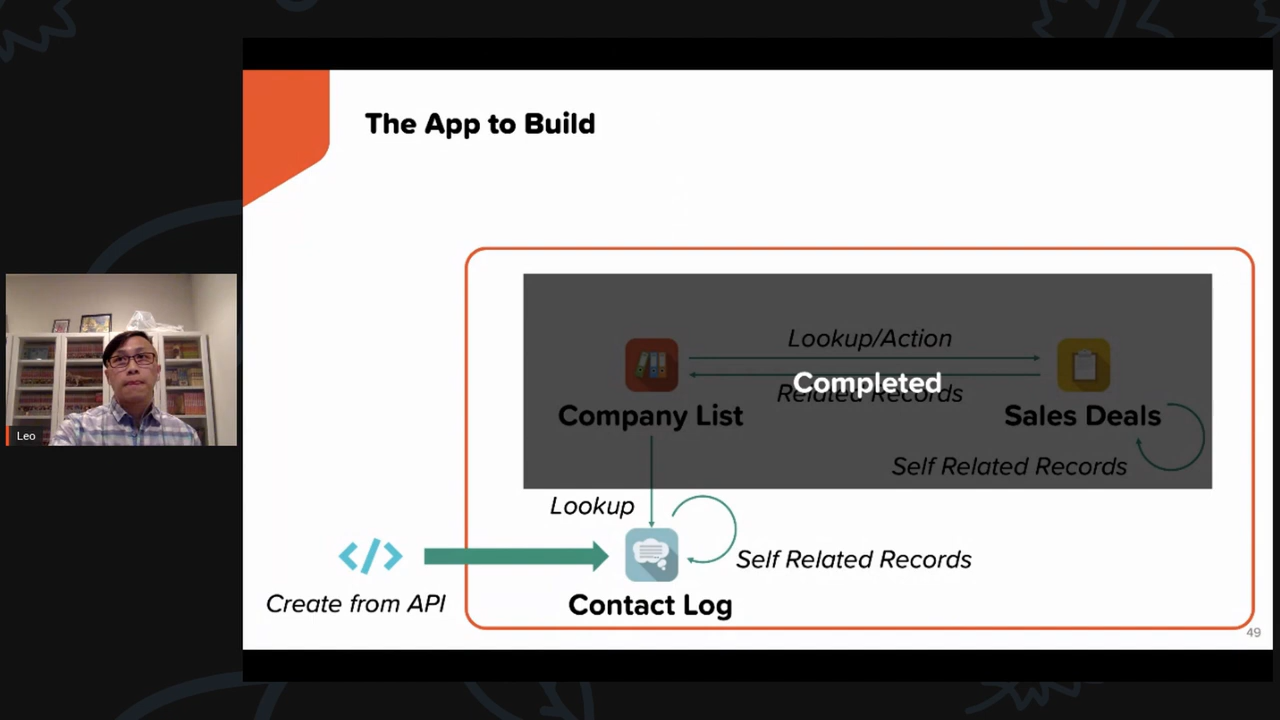 The App to Build
Lookup/Action
Completed
Related Records
Company List
Sales Deals
Self Related Records
Leo
Lookup
Self Related Records
Create from API
Contact Log
49